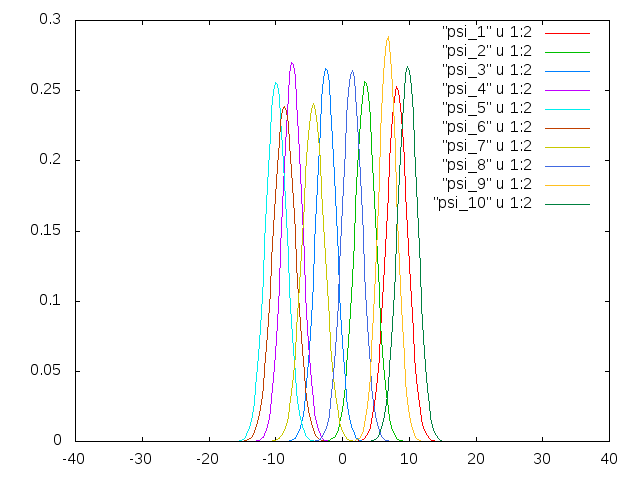 0.3
0.25
0.2
0.15
0.1
0.05
0
-40
-30
-20
-10
0
10
20
30
40
"psi_1" u 1:2
"psi_2" u 1:2
"psi_3" u 1:2
"psi_4" u 1:2
"psi_5" u 1:2
"psi_6" u 1:2
"psi_7" u 1:2
"psi_8" u 1:2
"psi_9" u 1:2
"psi_10" u 1:2